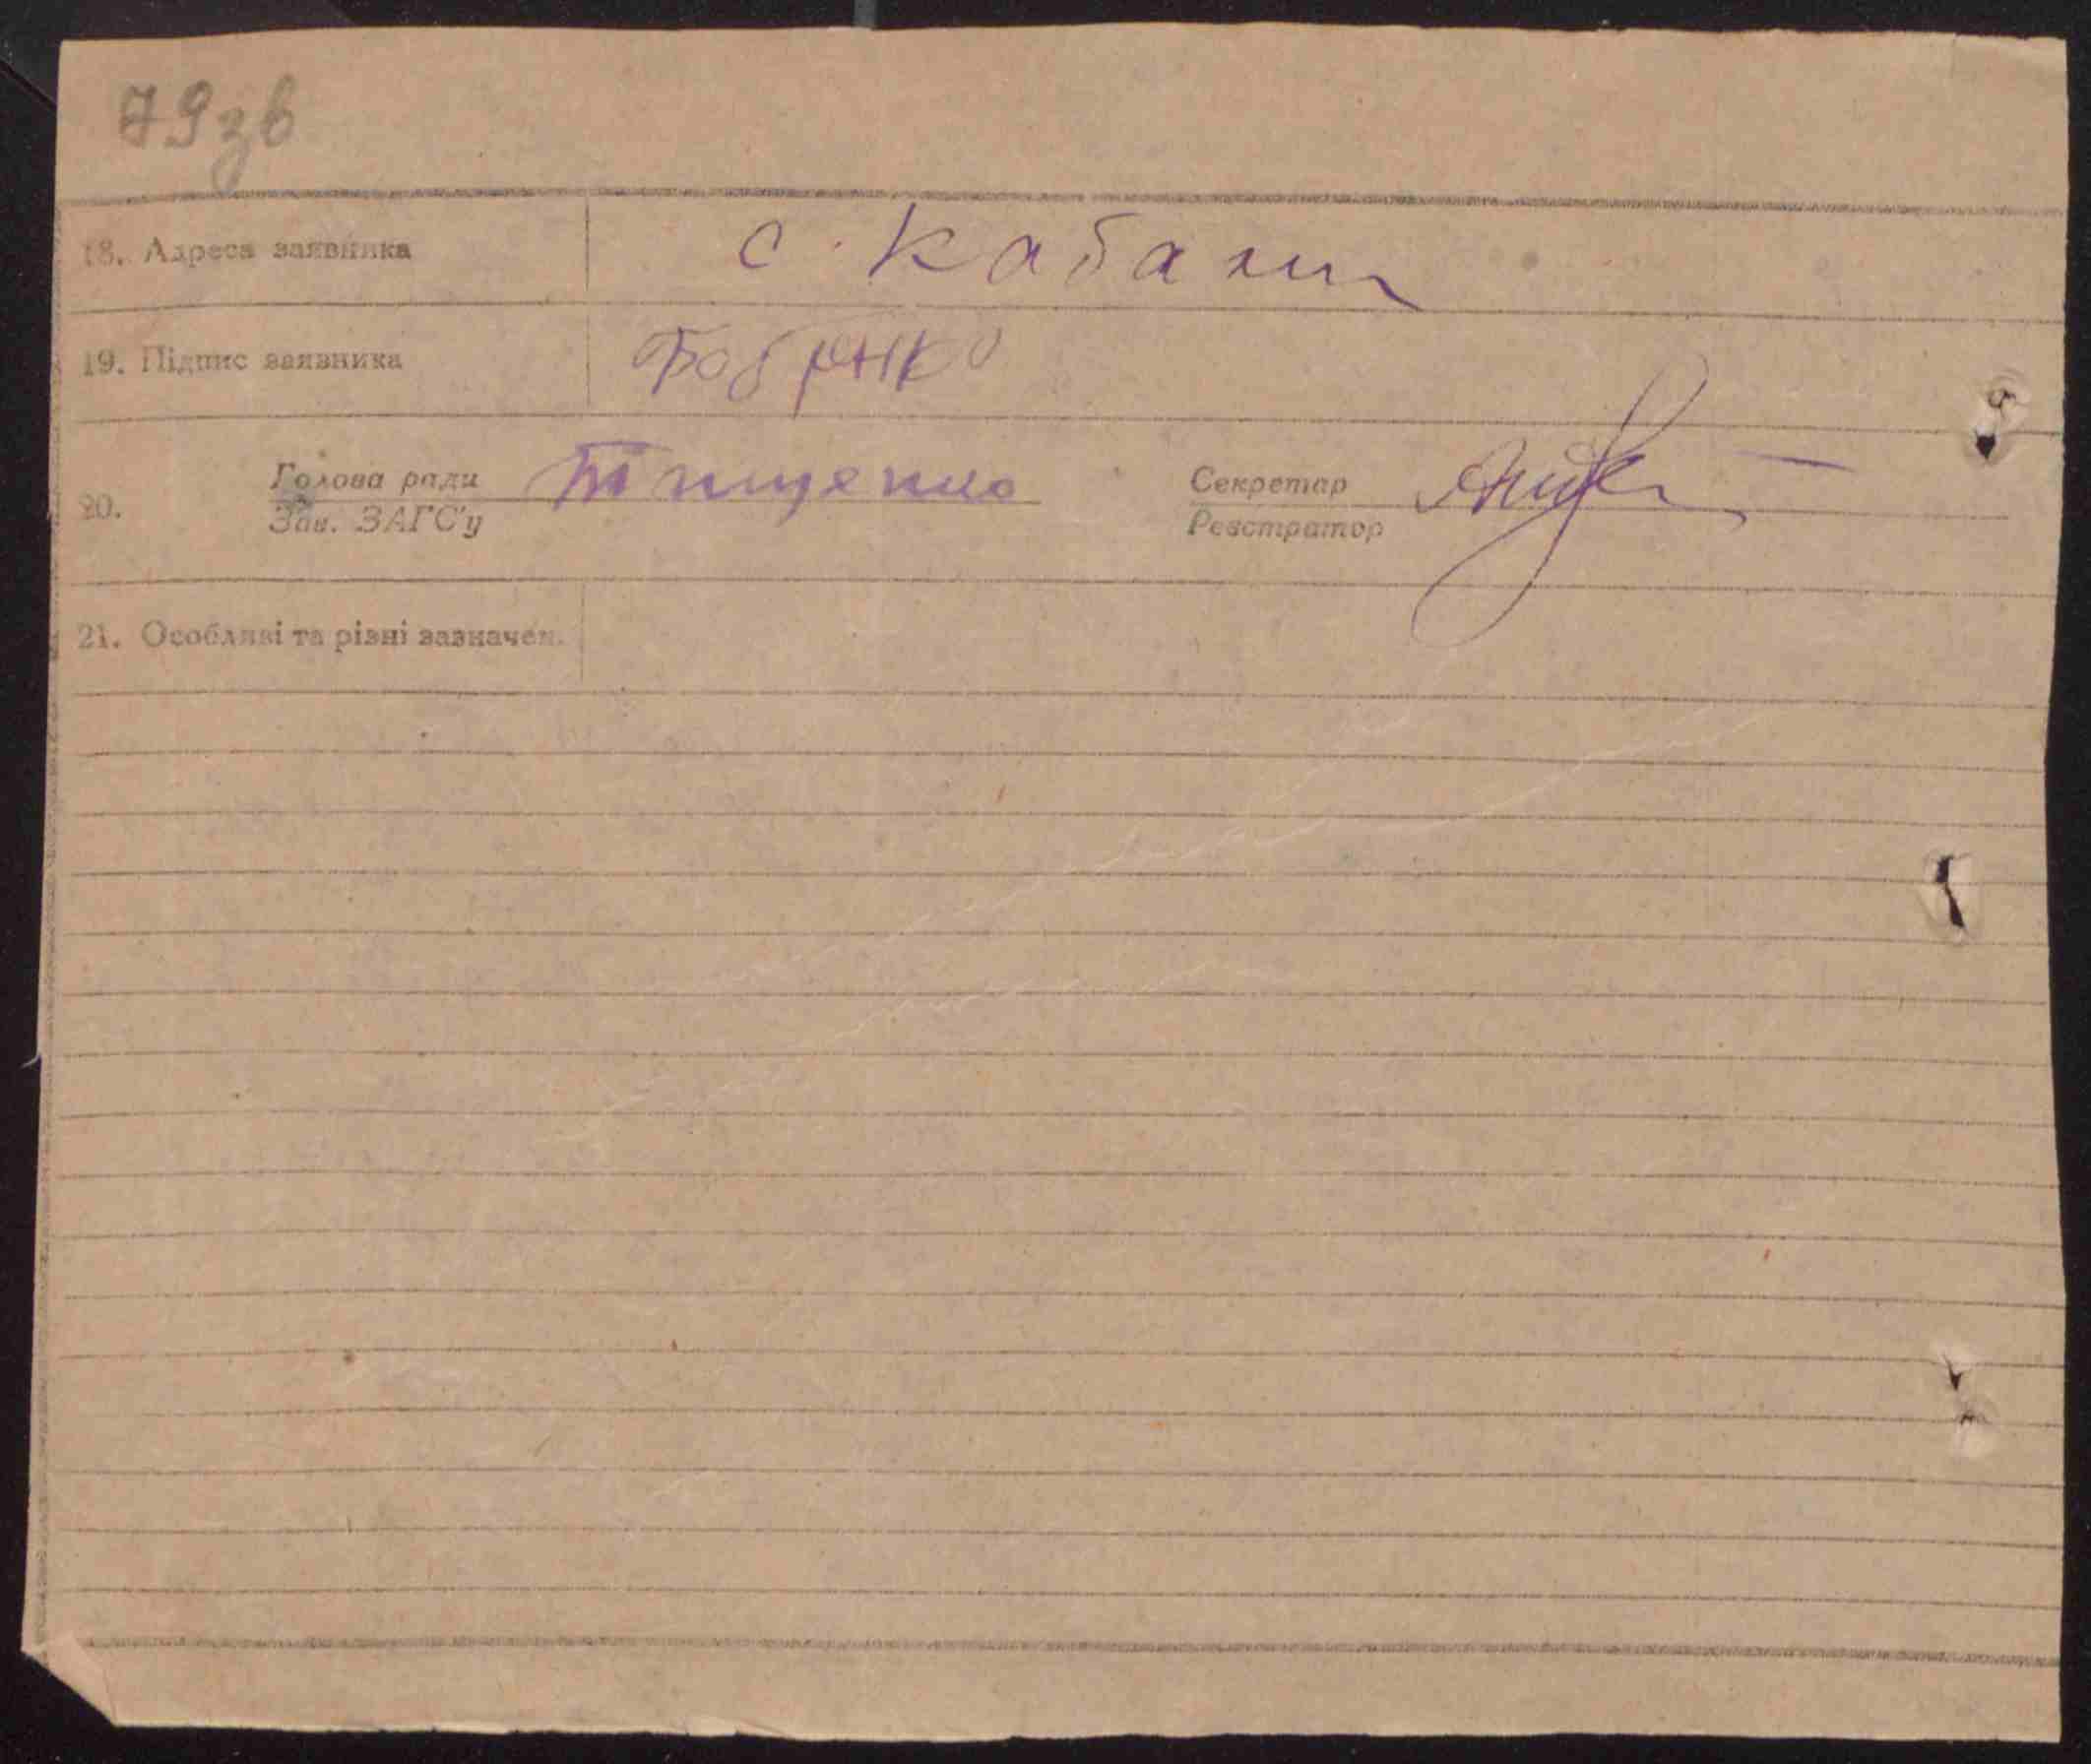 79зв
18. Адреса заявника с. Кабани
19. Підпис заявника Бобренко
20. Голова ради Тищенко Секретар
Зав. ЗАГС'у Реєстратор
21. Особливі та різні зазначен.